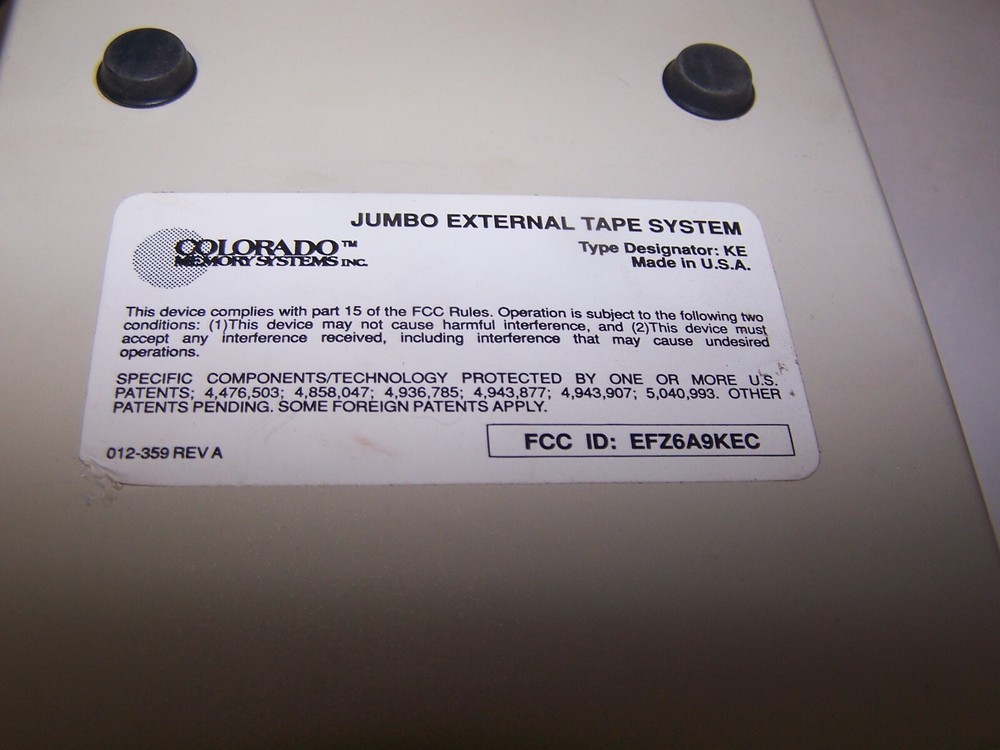 JUMBO EXTERNAL TAPE SYSTEM
COLORADO™
MEMORY SYSTEMS INC.
Type Designator: KE
Made in U.S.A.
This device complies with part 15 of the FCC Rules. Operation is subject to the following two
conditions: (1)This device may not cause harmful interference, and (2)This device must
accept any interference received, including interference that may cause undesired
operations.
SPECIFIC COMPONENTS/TECHNOLOGY PROTECTED BY ONE OR MORE U.S.
PATENTS; 4,476,503; 4,858,047; 4,936,785; 4,943,877; 4,943,907; 5,040,993. OTHER
PATENTS PENDING. SOME FOREIGN PATENTS APPLY.
FCC ID: EFZ6A9KEC
012-359 REV A